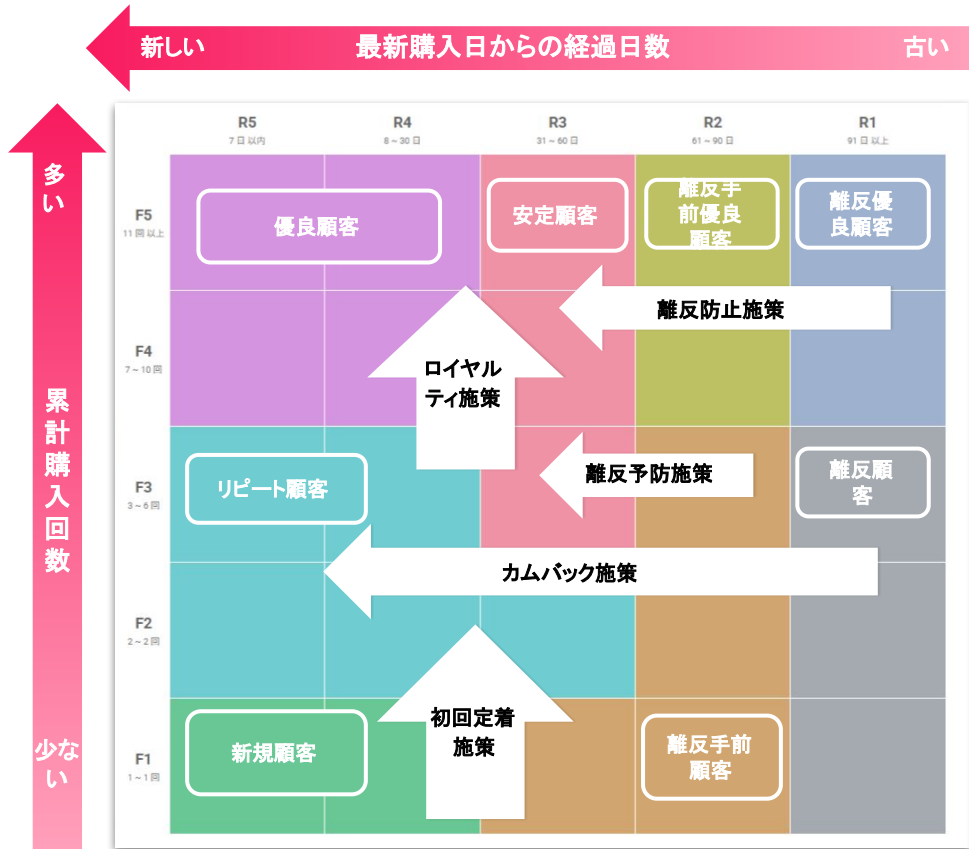 新しい
最新購入日からの経過日数
古い
多
い
累
計
購
入
回
数
少な
い
R5
7日以内
R4
8~30日
R3
31~60日
R2
61~90日
R1
91日以上
F5
11回以上
優良顧客
安定顧客
離反手
前優良
顧客
離反優
良顧客
離反防止施策
F4
7~10回
ロイヤル
ティ施策
F3
3~6回
リピート顧客
離反予防施策
離反顧
客
カムバック施策
F2
2~2回
F1
1~1回
新規顧客
初回定着
施策
離反手前
顧客